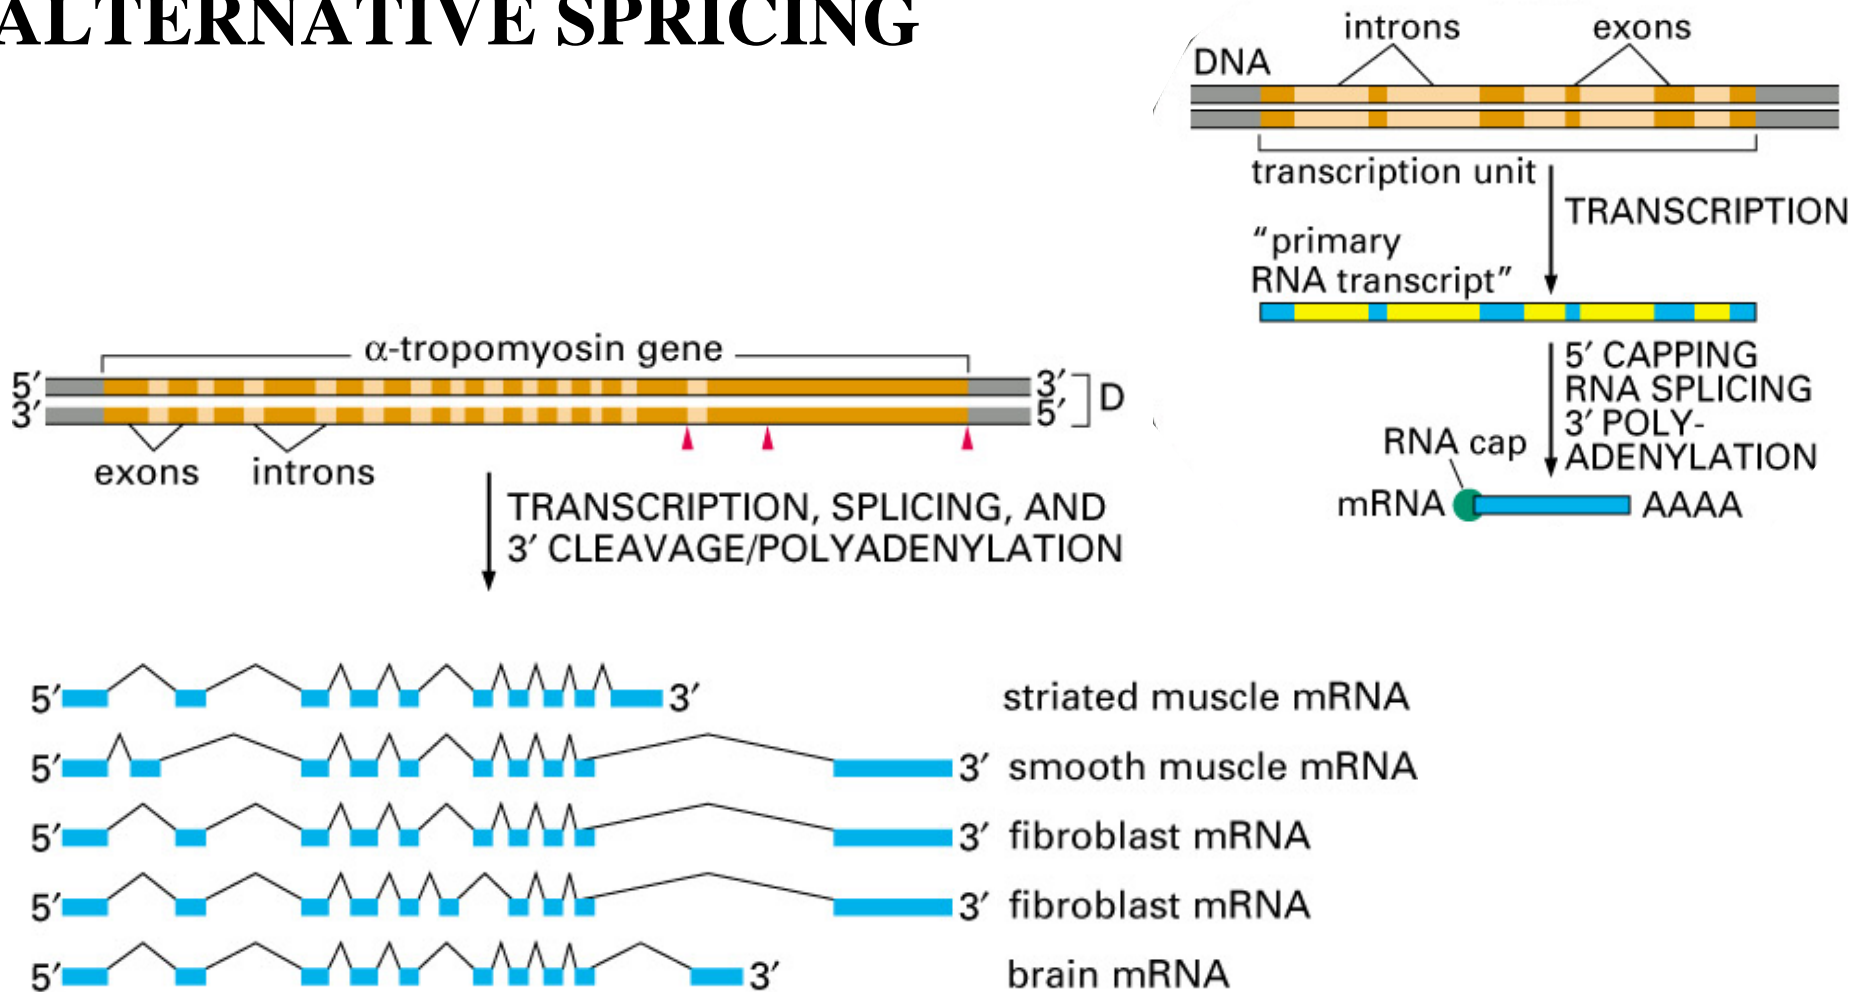 ALTERNATIVE SPRICING
introns
exons
DNA
transcription unit
TRANSCRIPTION
“primary
RNA transcript”
5′ CAPPING
RNA SPLICING
3′ POLY-
ADENYLATION
RNA cap
mRNA
AAAA
α-tropomyosin gene
5′
3′
3′
5′
D
exons
introns
TRANSCRIPTION, SPLICING, AND
3′ CLEAVAGE/POLYADENYLATION
5′ 3′ striated muscle mRNA
5′ 3′ smooth muscle mRNA
5′ 3′ fibroblast mRNA
5′ 3′ fibroblast mRNA
5′ 3′ brain mRNA